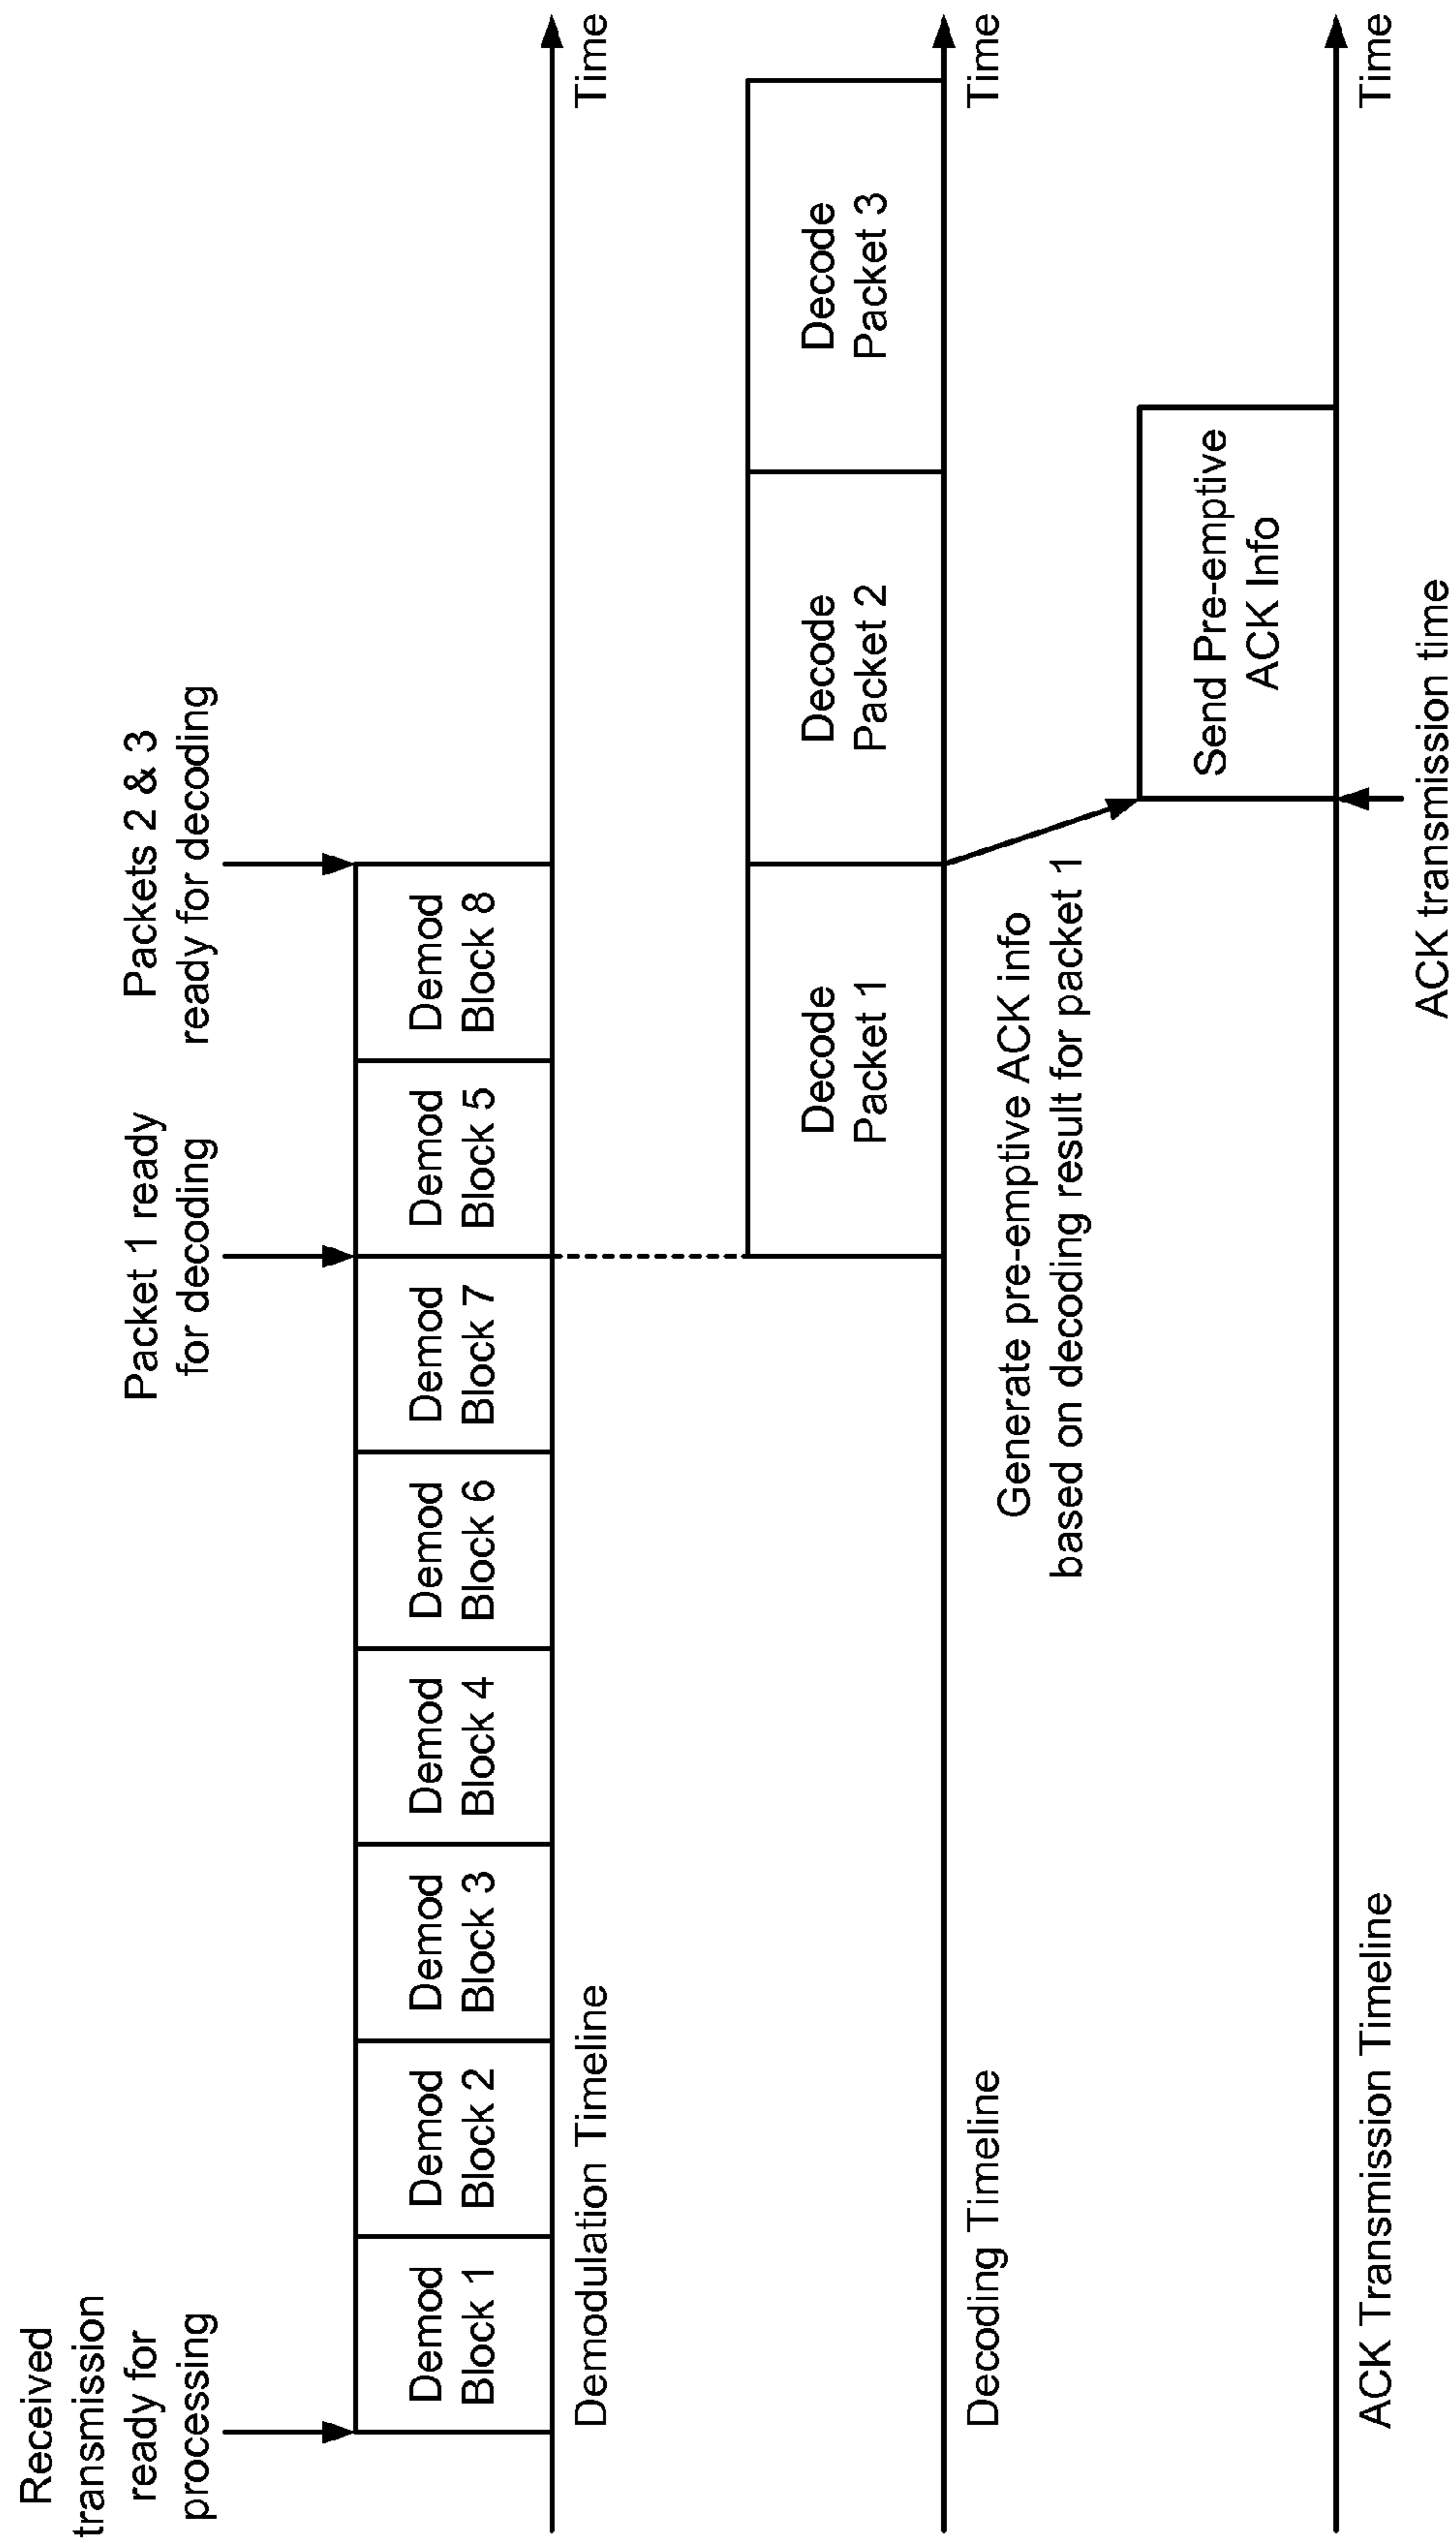 Received
transmission
ready for
processing
Packet 1 ready
for decoding
Packets 2 & 3
ready for decoding
Demod
Block 1
Demod
Block 2
Demod
Block 3
Demod
Block 4
Demod
Block 6
Demod
Block 7
Demod
Block 5
Demod
Block 8
Demodulation Timeline
Time
Decode
Packet 1
Decode
Packet 2
Decode
Packet 3
Decoding Timeline
Time
Generate pre-emptive ACK info
based on decoding result for packet 1
Send Pre-emptive
ACK Info
ACK Transmission Timeline
Time
ACK transmission time